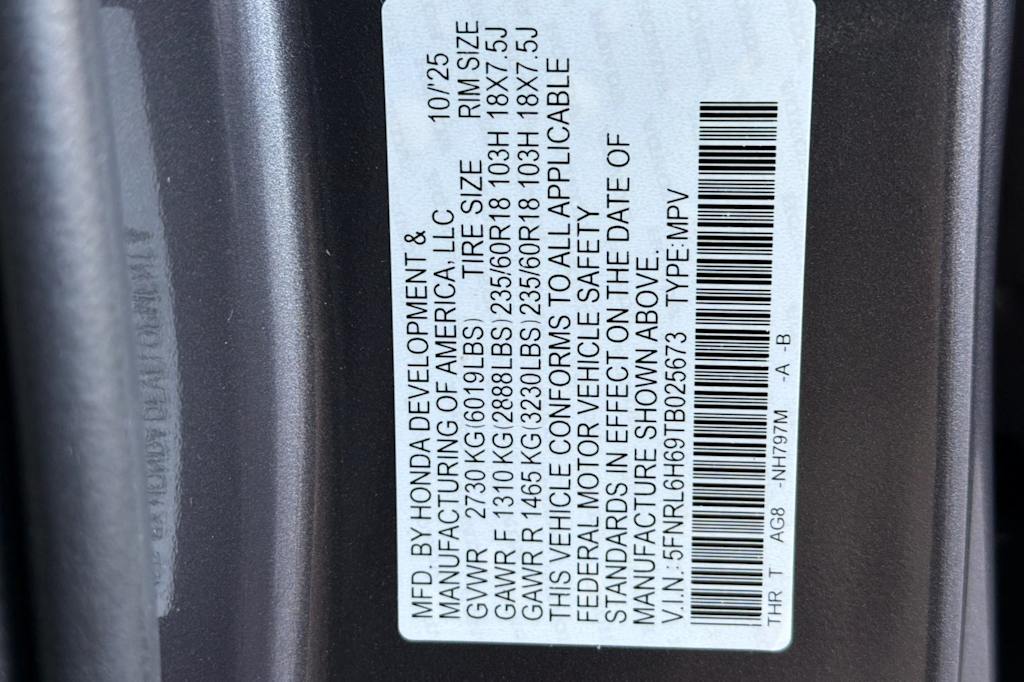 MFD. BY HONDA DEVELOPMENT &
MANUFACTURING OF AMERICA, LLC 10/'25
GVWR 2730 KG(6019LBS) TIRE SIZE RIM SIZE
GAWR F 1310 KG(2888LBS) 235/60R18 103H 18X7.5J
GAWR R 1465 KG(3230LBS) 235/60R18 103H 18X7.5J
THIS VEHICLE CONFORMS TO ALL APPLICABLE
FEDERAL MOTOR VEHICLE SAFETY
STANDARDS IN EFFECT ON THE DATE OF
MANUFACTURE SHOWN ABOVE.
V.I.N.: 5FNRL6H69TB025673 TYPE:MPV
THR T AG8 -NH797M -A -B